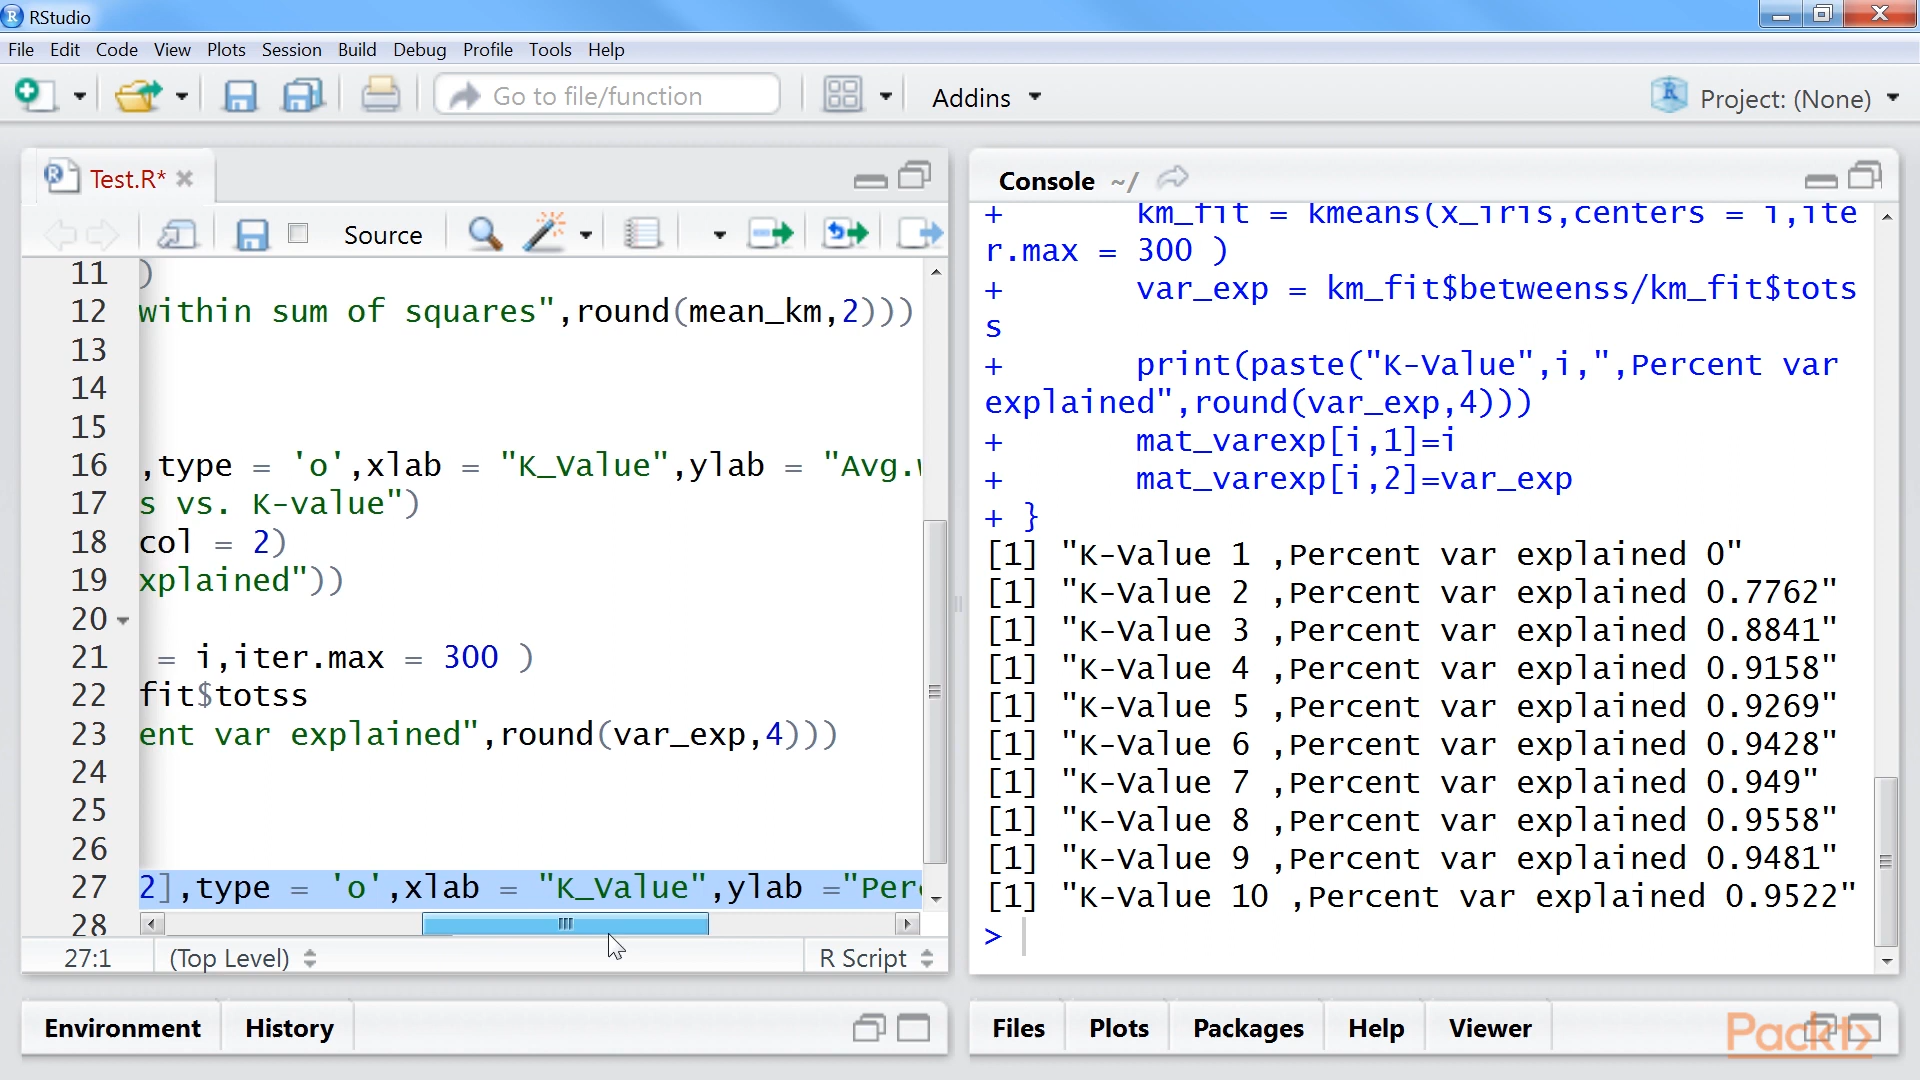 RStudio
File Edit Code View Plots Session Build Debug Profile Tools Help
Go to file/function
Addins
Project: (None)
Test.R*
Source
11 )
12 within sum of squares",round(mean_km,2)))
13
14
15
16 ,type = 'o',xlab = "K_Value",ylab = "Avg.
17 s vs. K-value")
18 col = 2)
19 xplained"))
20
21 = i,iter.max = 300 )
22 fit$totss
23 ent var explained",round(var_exp,4)))
24
25
26
27 2],type = 'o',xlab = "K_Value",ylab ="Per
28
27:1 (Top Level) R Script
Environment History
Console ~/
+ km_fit = kmeans(x_iris,centers = i,ite
r.max = 300 )
+ var_exp = km_fit$betweenss/km_fit$tots
s
+ print(paste("K-Value",i,",Percent var
explained",round(var_exp,4)))
+ mat_varexp[i,1]=i
+ mat_varexp[i,2]=var_exp
+ }
[1] "K-Value 1 ,Percent var explained 0"
[1] "K-Value 2 ,Percent var explained 0.7762"
[1] "K-Value 3 ,Percent var explained 0.8841"
[1] "K-Value 4 ,Percent var explained 0.9158"
[1] "K-Value 5 ,Percent var explained 0.9269"
[1] "K-Value 6 ,Percent var explained 0.9428"
[1] "K-Value 7 ,Percent var explained 0.949"
[1] "K-Value 8 ,Percent var explained 0.9558"
[1] "K-Value 9 ,Percent var explained 0.9481"
[1] "K-Value 10 ,Percent var explained 0.9522"
>
Files Plots Packages Help Viewer
Packt>